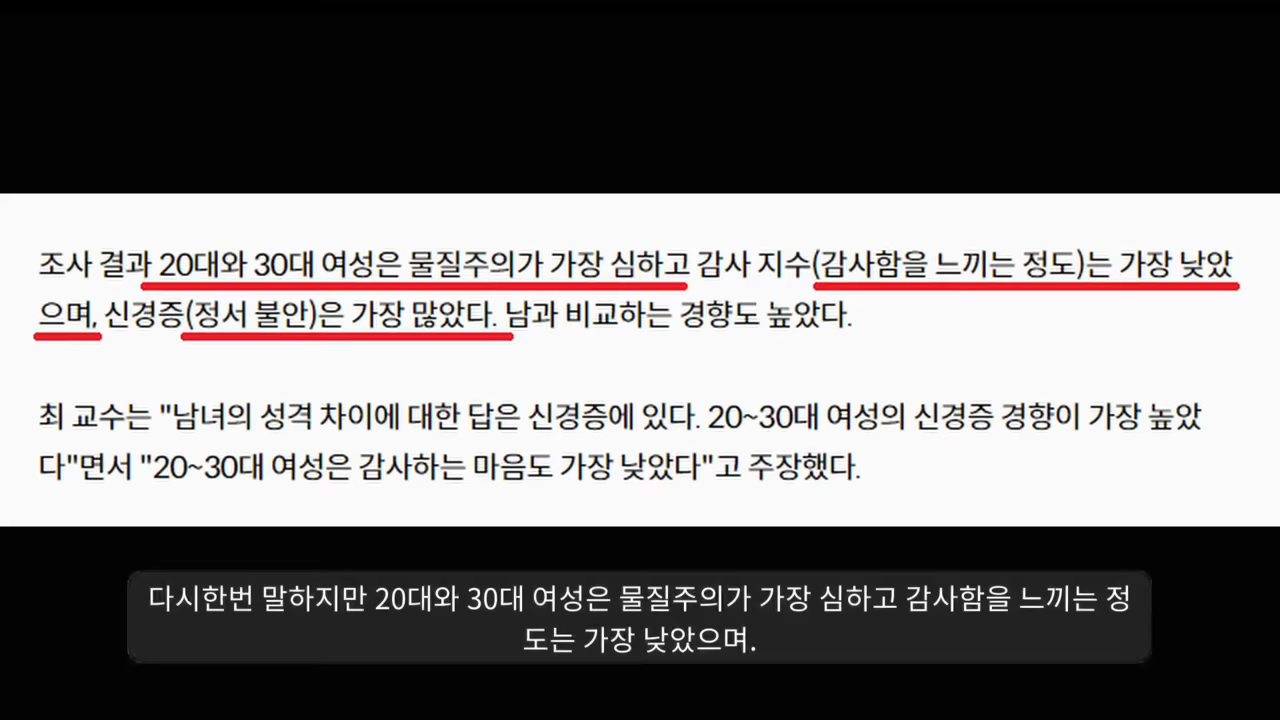 조사 결과 20대와 30대 여성은 물질주의가 가장 심하고 감사 지수(감사함을 느끼는 정도)는 가장 낮았
으며, 신경증(정서 불안)은 가장 많았다. 남과 비교하는 경향도 높았다.
최 교수는 "남녀의 성격 차이에 대한 답은 신경증에 있다. 20~30대 여성의 신경증 경향이 가장 높았
다"면서 "20~30대 여성은 감사하는 마음도 가장 낮았다"고 주장했다.
다시한번 말하지만 20대와 30대 여성은 물질주의가 가장 심하고 감사함을 느끼는 정
도는 가장 낮았으며.